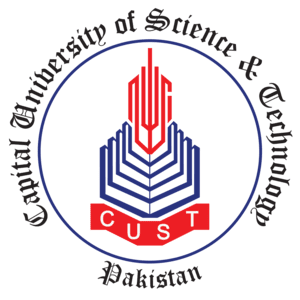 Capital University of Science & Technology
CUST
Pakistan